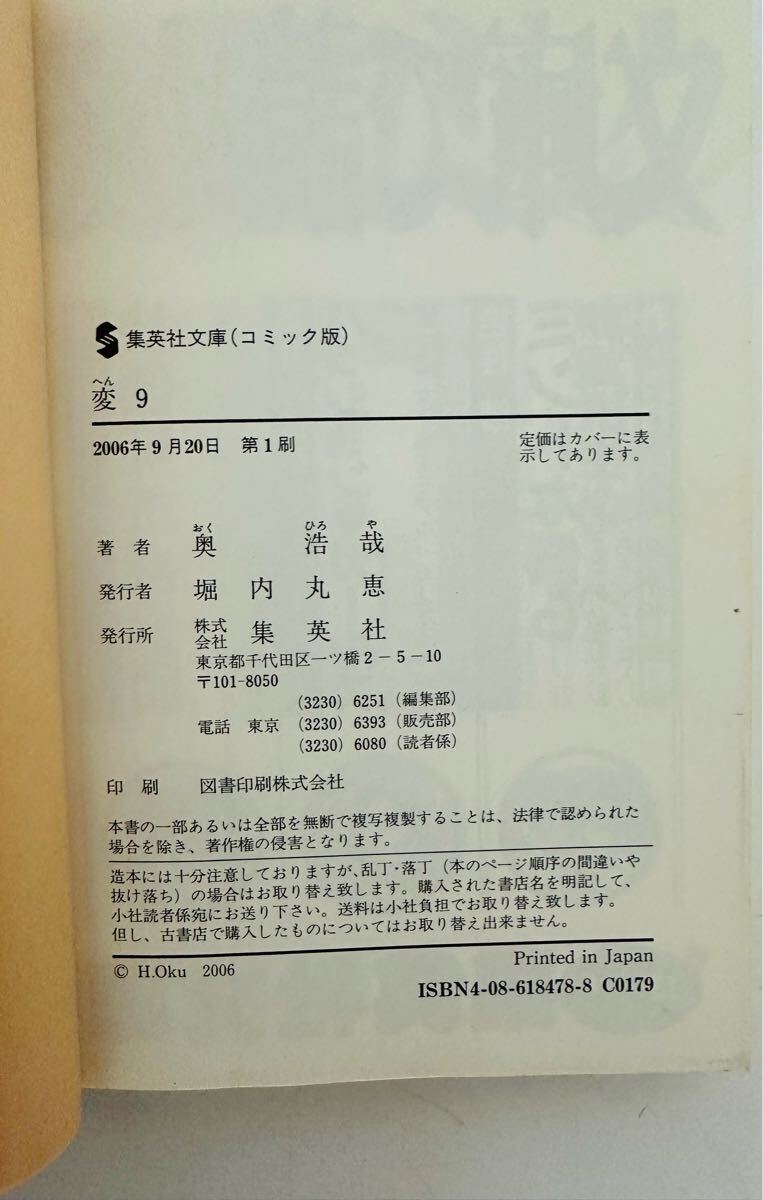 集英社文庫(コミック版)
へん
変 9
2006年9月20日 第1刷
定価はカバーに表
示してあります。
おく ひろ や
著者 奥 浩哉
発行者 堀内丸恵
発行所 株式会社 集英社
東京都千代田区一ツ橋2－5－10
〒101-8050
(3230) 6251 (編集部)
電話 東京 (3230) 6393 (販売部)
(3230) 6080 (読者係)
印刷 図書印刷株式会社
本書の一部あるいは全部を無断で複写複製することは、法律で認められた
場合を除き、著作権の侵害となります。
造本には十分注意しておりますが、乱丁・落丁(本のページ順序の間違いや
抜け落ち)の場合はお取り替え致します。購入された書店名を明記して、
小社読者係宛にお送り下さい。送料は小社負担でお取り替え致します。
但し、古書店で購入したものについてはお取り替え出来ません。
© H.Oku 2006
Printed in Japan
ISBN4-08-618478-8 C0179